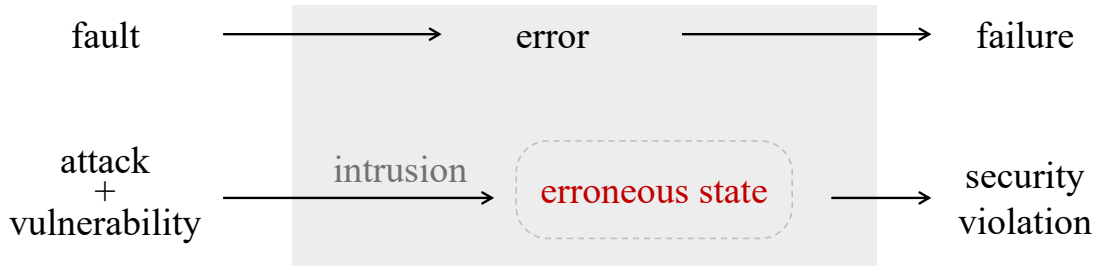 fault error failure
attack
+
vulnerability
intrusion
erroneous state
security
violation